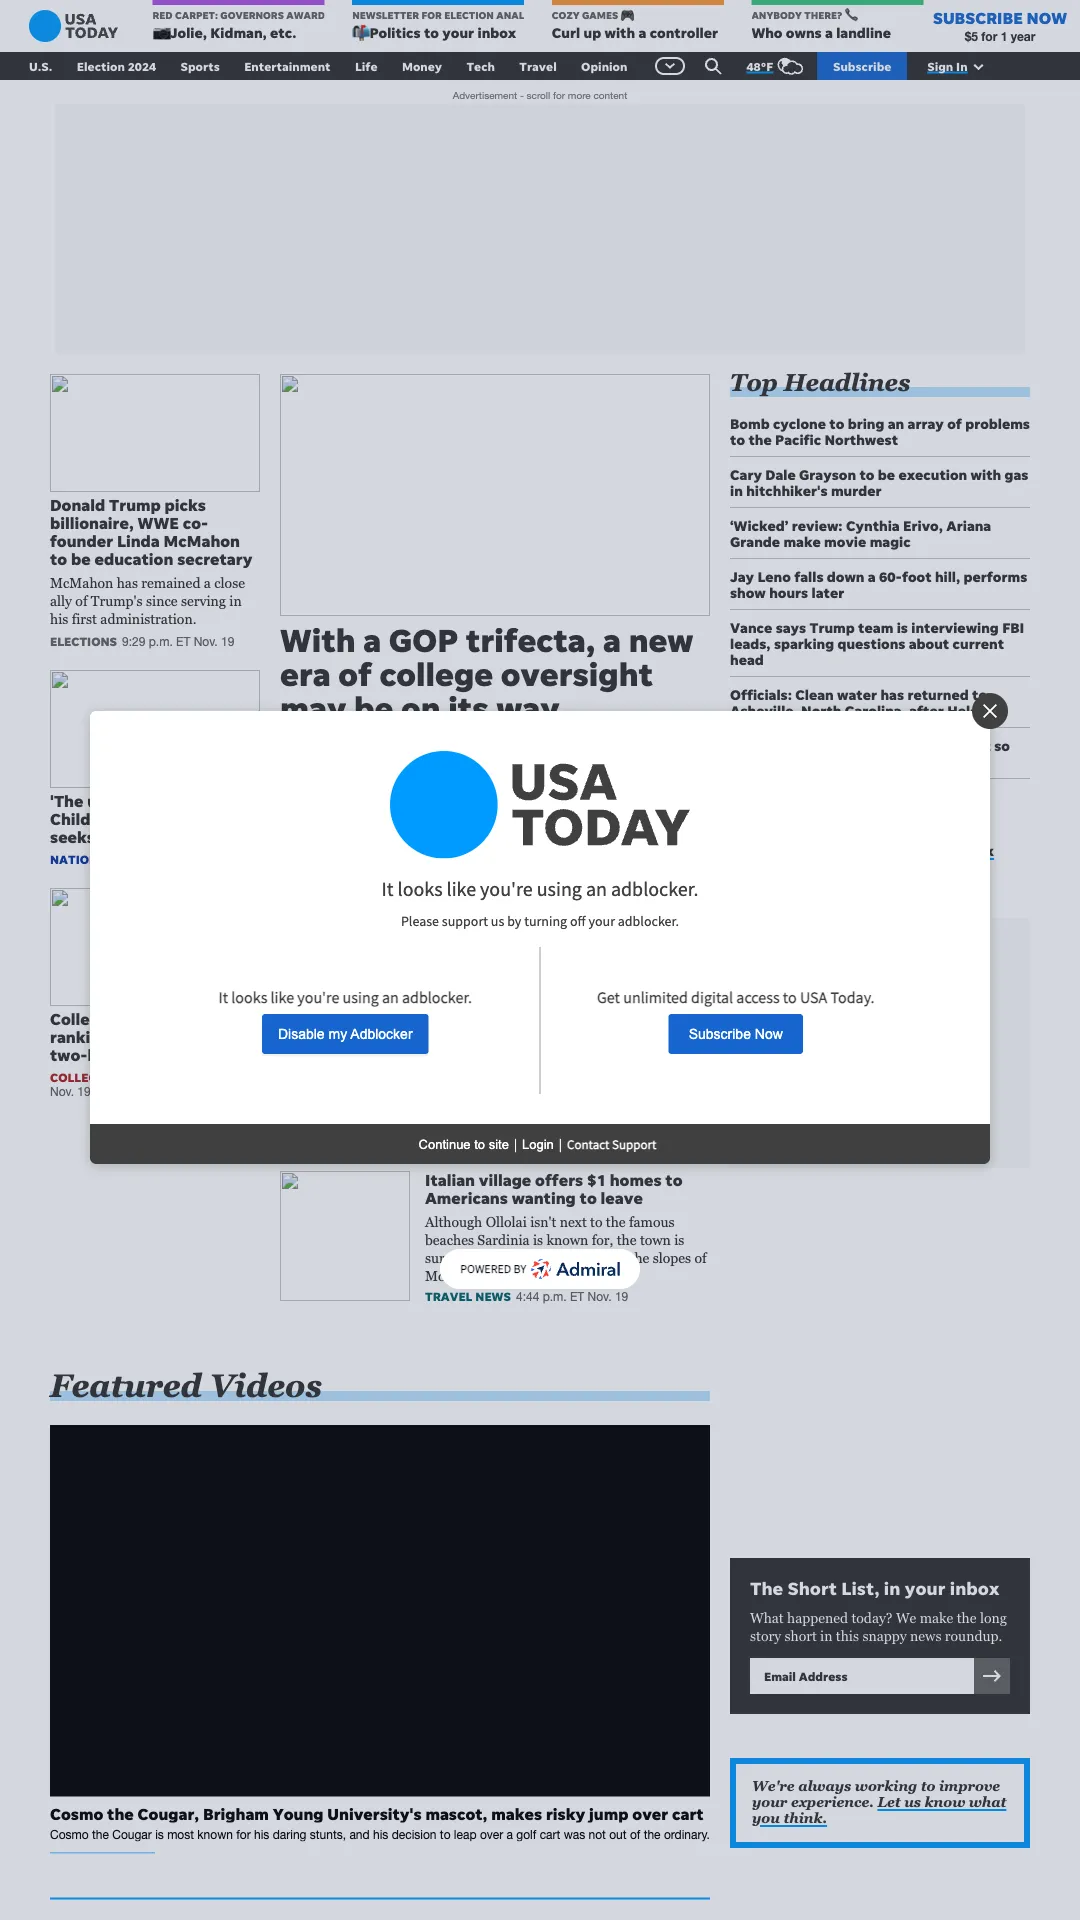 USA
TODAY
RED CARPET: GOVERNORS AWARD
Jolie, Kidman, etc.
NEWSLETTER FOR ELECTION ANAL
Politics to your inbox
COZY GAMES
Curl up with a controller
ANYBODY THERE?
Who owns a landline
SUBSCRIBE NOW
$5 for 1 year
U.S. Election 2024 Sports Entertainment Life Money Tech Travel Opinion 48°F Subscribe Sign In
Advertisement - scroll for more content
Donald Trump picks
billionaire, WWE co-
founder Linda McMahon
to be education secretary
McMahon has remained a close
ally of Trump's since serving in
his first administration.
ELECTIONS 9:29 p.m. ET Nov. 19
'The
Child
seeks
NATIO
Colle
ranki
two-
COLLE
Nov. 19
With a GOP trifecta, a new
era of college oversight
may be on its way
Top Headlines
Bomb cyclone to bring an array of problems
to the Pacific Northwest
Cary Dale Grayson to be execution with gas
in hitchhiker's murder
‘Wicked’ review: Cynthia Erivo, Ariana
Grande make movie magic
Jay Leno falls down a 60-foot hill, performs
show hours later
Vance says Trump team is interviewing FBI
leads, sparking questions about current
head
Officials: Clean water has returned to
Asheville, North Carolina, after
so
USA
TODAY
It looks like you're using an adblocker.
Please support us by turning off your adblocker.
It looks like you're using an adblocker.
Disable my Adblocker
Get unlimited digital access to USA Today.
Subscribe Now
Continue to site | Login | Contact Support
Italian village offers $1 homes to
Americans wanting to leave
Although Ollolai isn't next to the famous
beaches Sardinia is known for, the town is
he slopes of
TRAVEL NEWS 4:44 p.m. ET Nov. 19
POWERED BY Admiral
Featured Videos
Cosmo the Cougar, Brigham Young University's mascot, makes risky jump over cart
Cosmo the Cougar is most known for his daring stunts, and his decision to leap over a golf cart was not out of the ordinary.
The Short List, in your inbox
What happened today? We make the long
story short in this snappy news roundup.
Email Address
We're always working to improve
your experience. Let us know what
you think.